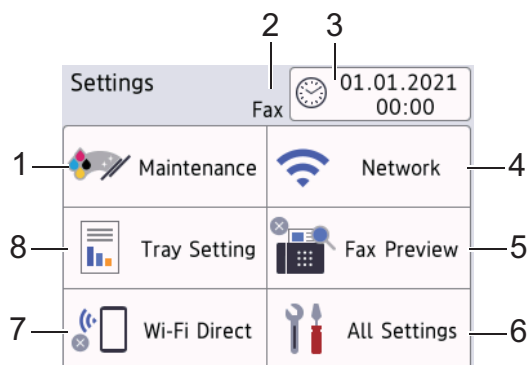 2 3
Settings
Fax
01.01.2021
00:00
1 Maintenance Network 4
8 Tray Setting Fax Preview 5
7 Wi-Fi Direct All Settings 6